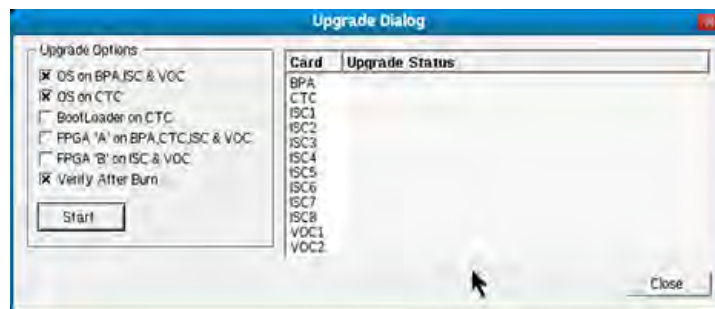 Upgrade Dialog
Upgrade Options
OS on BPA,ISC & VOC
OS on CTC
BootLoader on CTC
FPGA 'A' on BPA,CTC,ISC & VOC
FPGA 'B' on ISC & VOC
Verify After Burn
Start
Card Upgrade Status
BPA
CTC
ISC1
ISC2
ISC3
ISC4
ISC5
ISC6
ISC7
ISC8
VOC1
VOC2
Close